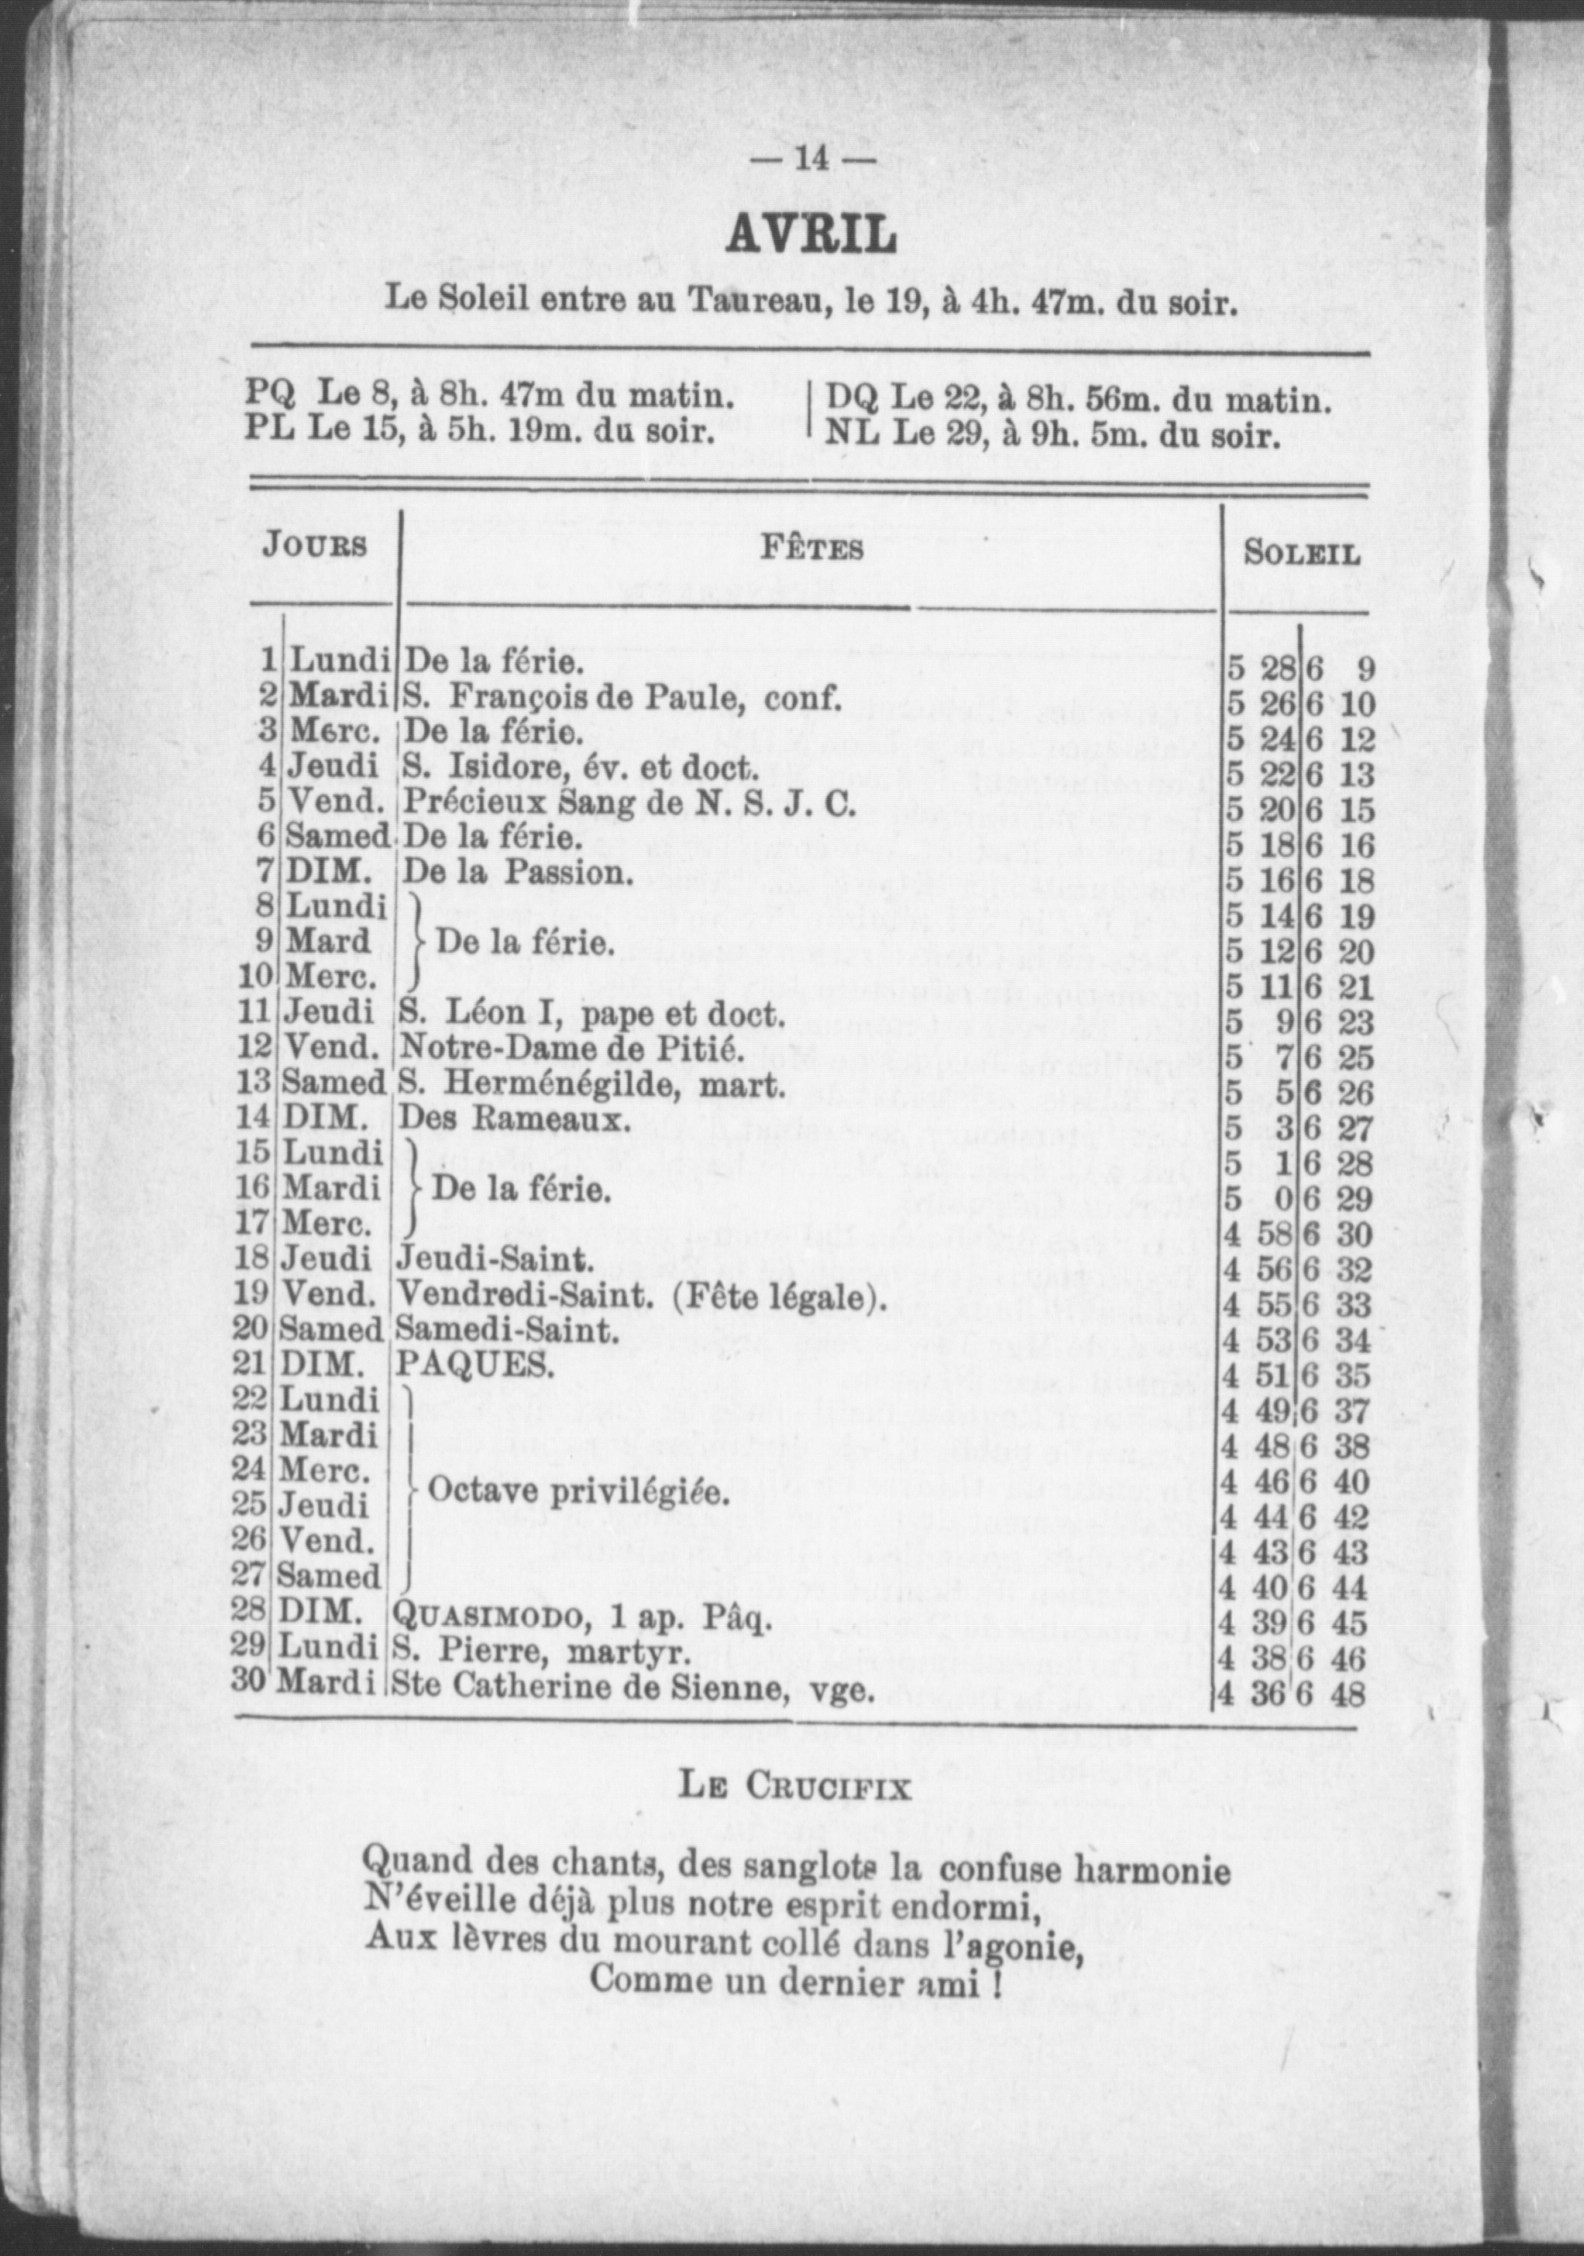 — 14 —
AVRIL
Le Soleil entre au Taureau, le 19, à 4h. 47m. du soir.
PQ Le 8, à 8h. 47m du matin.
PL Le 15, à 5h. 19m. du soir.
DQ Le 22, à 8h. 56m. du matin.
NL Le 29, à 9h. 5m. du soir.
JOURS FÊTES SOLEIL
1 Lundi De la férie. 5 28 6 9
2 Mardi S. François de Paule, conf. 5 26 6 10
3 Merc. De la férie. 5 24 6 12
4 Jeudi S. Isidore, év. et doct. 5 22 6 13
5 Vend. Précieux Sang de N. S. J. C. 5 20 6 15
6 Samed De la férie. 5 18 6 16
7 DIM. De la Passion. 5 16 6 18
8 Lundi 5 14 6 19
9 Mard De la férie. 5 12 6 20
10 Merc. 5 11 6 21
11 Jeudi S. Léon I, pape et doct. 5 9 6 23
12 Vend. Notre-Dame de Pitié. 5 7 6 25
13 Samed S. Herménégilde, mart. 5 5 6 26
14 DIM. Des Rameaux. 5 3 6 27
15 Lundi 5 1 6 28
16 Mardi De la férie. 5 0 6 29
17 Merc. 4 58 6 30
18 Jeudi Jeudi-Saint. 4 56 6 32
19 Vend. Vendredi-Saint. (Fête légale). 4 55 6 33
20 Samed Samedi-Saint. 4 53 6 34
21 DIM. PAQUES. 4 51 6 35
22 Lundi 4 49 6 37
23 Mardi 4 48 6 38
24 Merc. Octave privilégiée. 4 46 6 40
25 Jeudi 4 44 6 42
26 Vend. 4 43 6 43
27 Samed 4 40 6 44
28 DIM. QUASIMODO, 1 ap. Pâq. 4 39 6 45
29 Lundi S. Pierre, martyr. 4 38 6 46
30 Mardi Ste Catherine de Sienne, vge. 4 36 6 48
LE CRUCIFIX
Quand des chants, des sanglots la confuse harmonie
N'éveille déjà plus notre esprit endormi,
Aux lèvres du mourant collé dans l'agonie,
Comme un dernier ami !